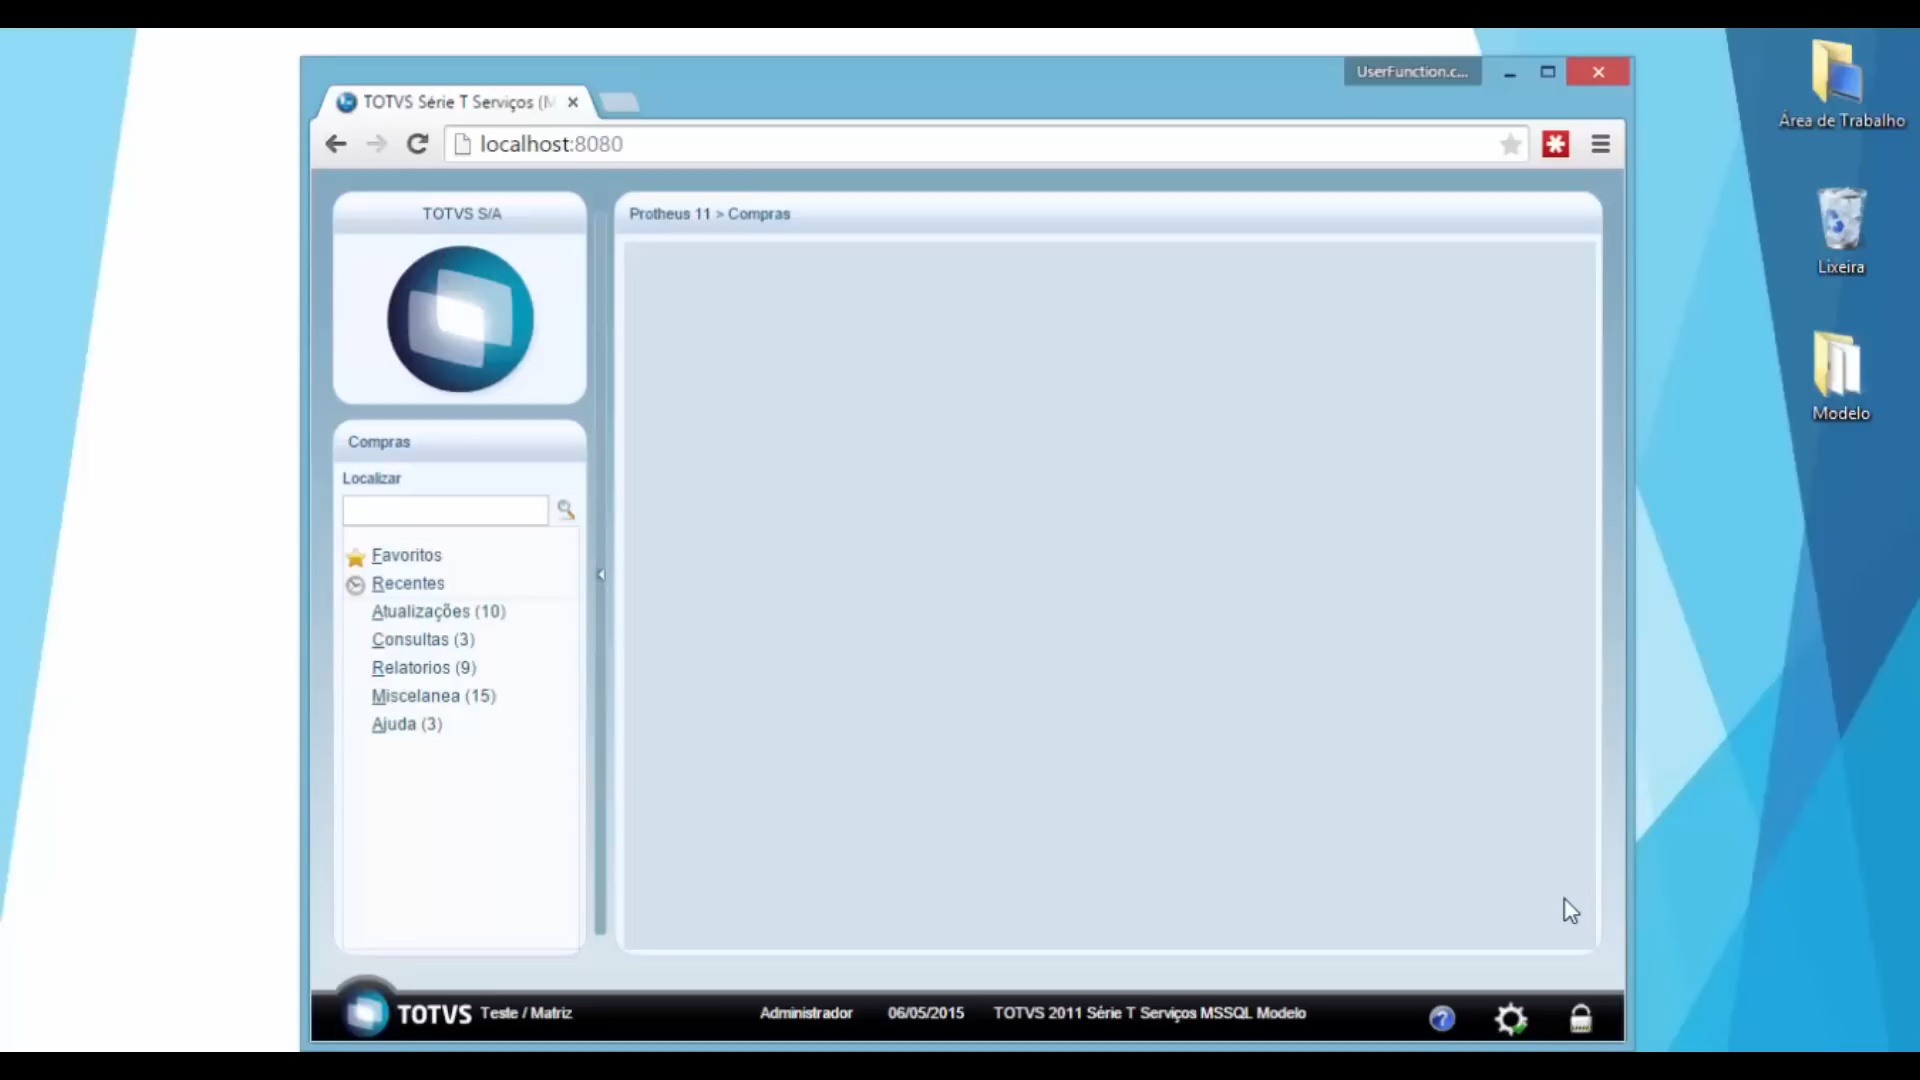 UserFunction.c...
TOTVS Série T Serviços (M
localhost:8080
TOTVS S/A
Protheus 11 > Compras
Compras
Localizar
Favoritos
Recentes
Atualizações (10)
Consultas (3)
Relatorios (9)
Miscelanea (15)
Ajuda (3)
TOTVS Teste / Matriz Administrador 06/05/2015 TOTVS 2011 Série T Serviços MSSQL Modelo
Área de Trabalho
Lixeira
Modelo